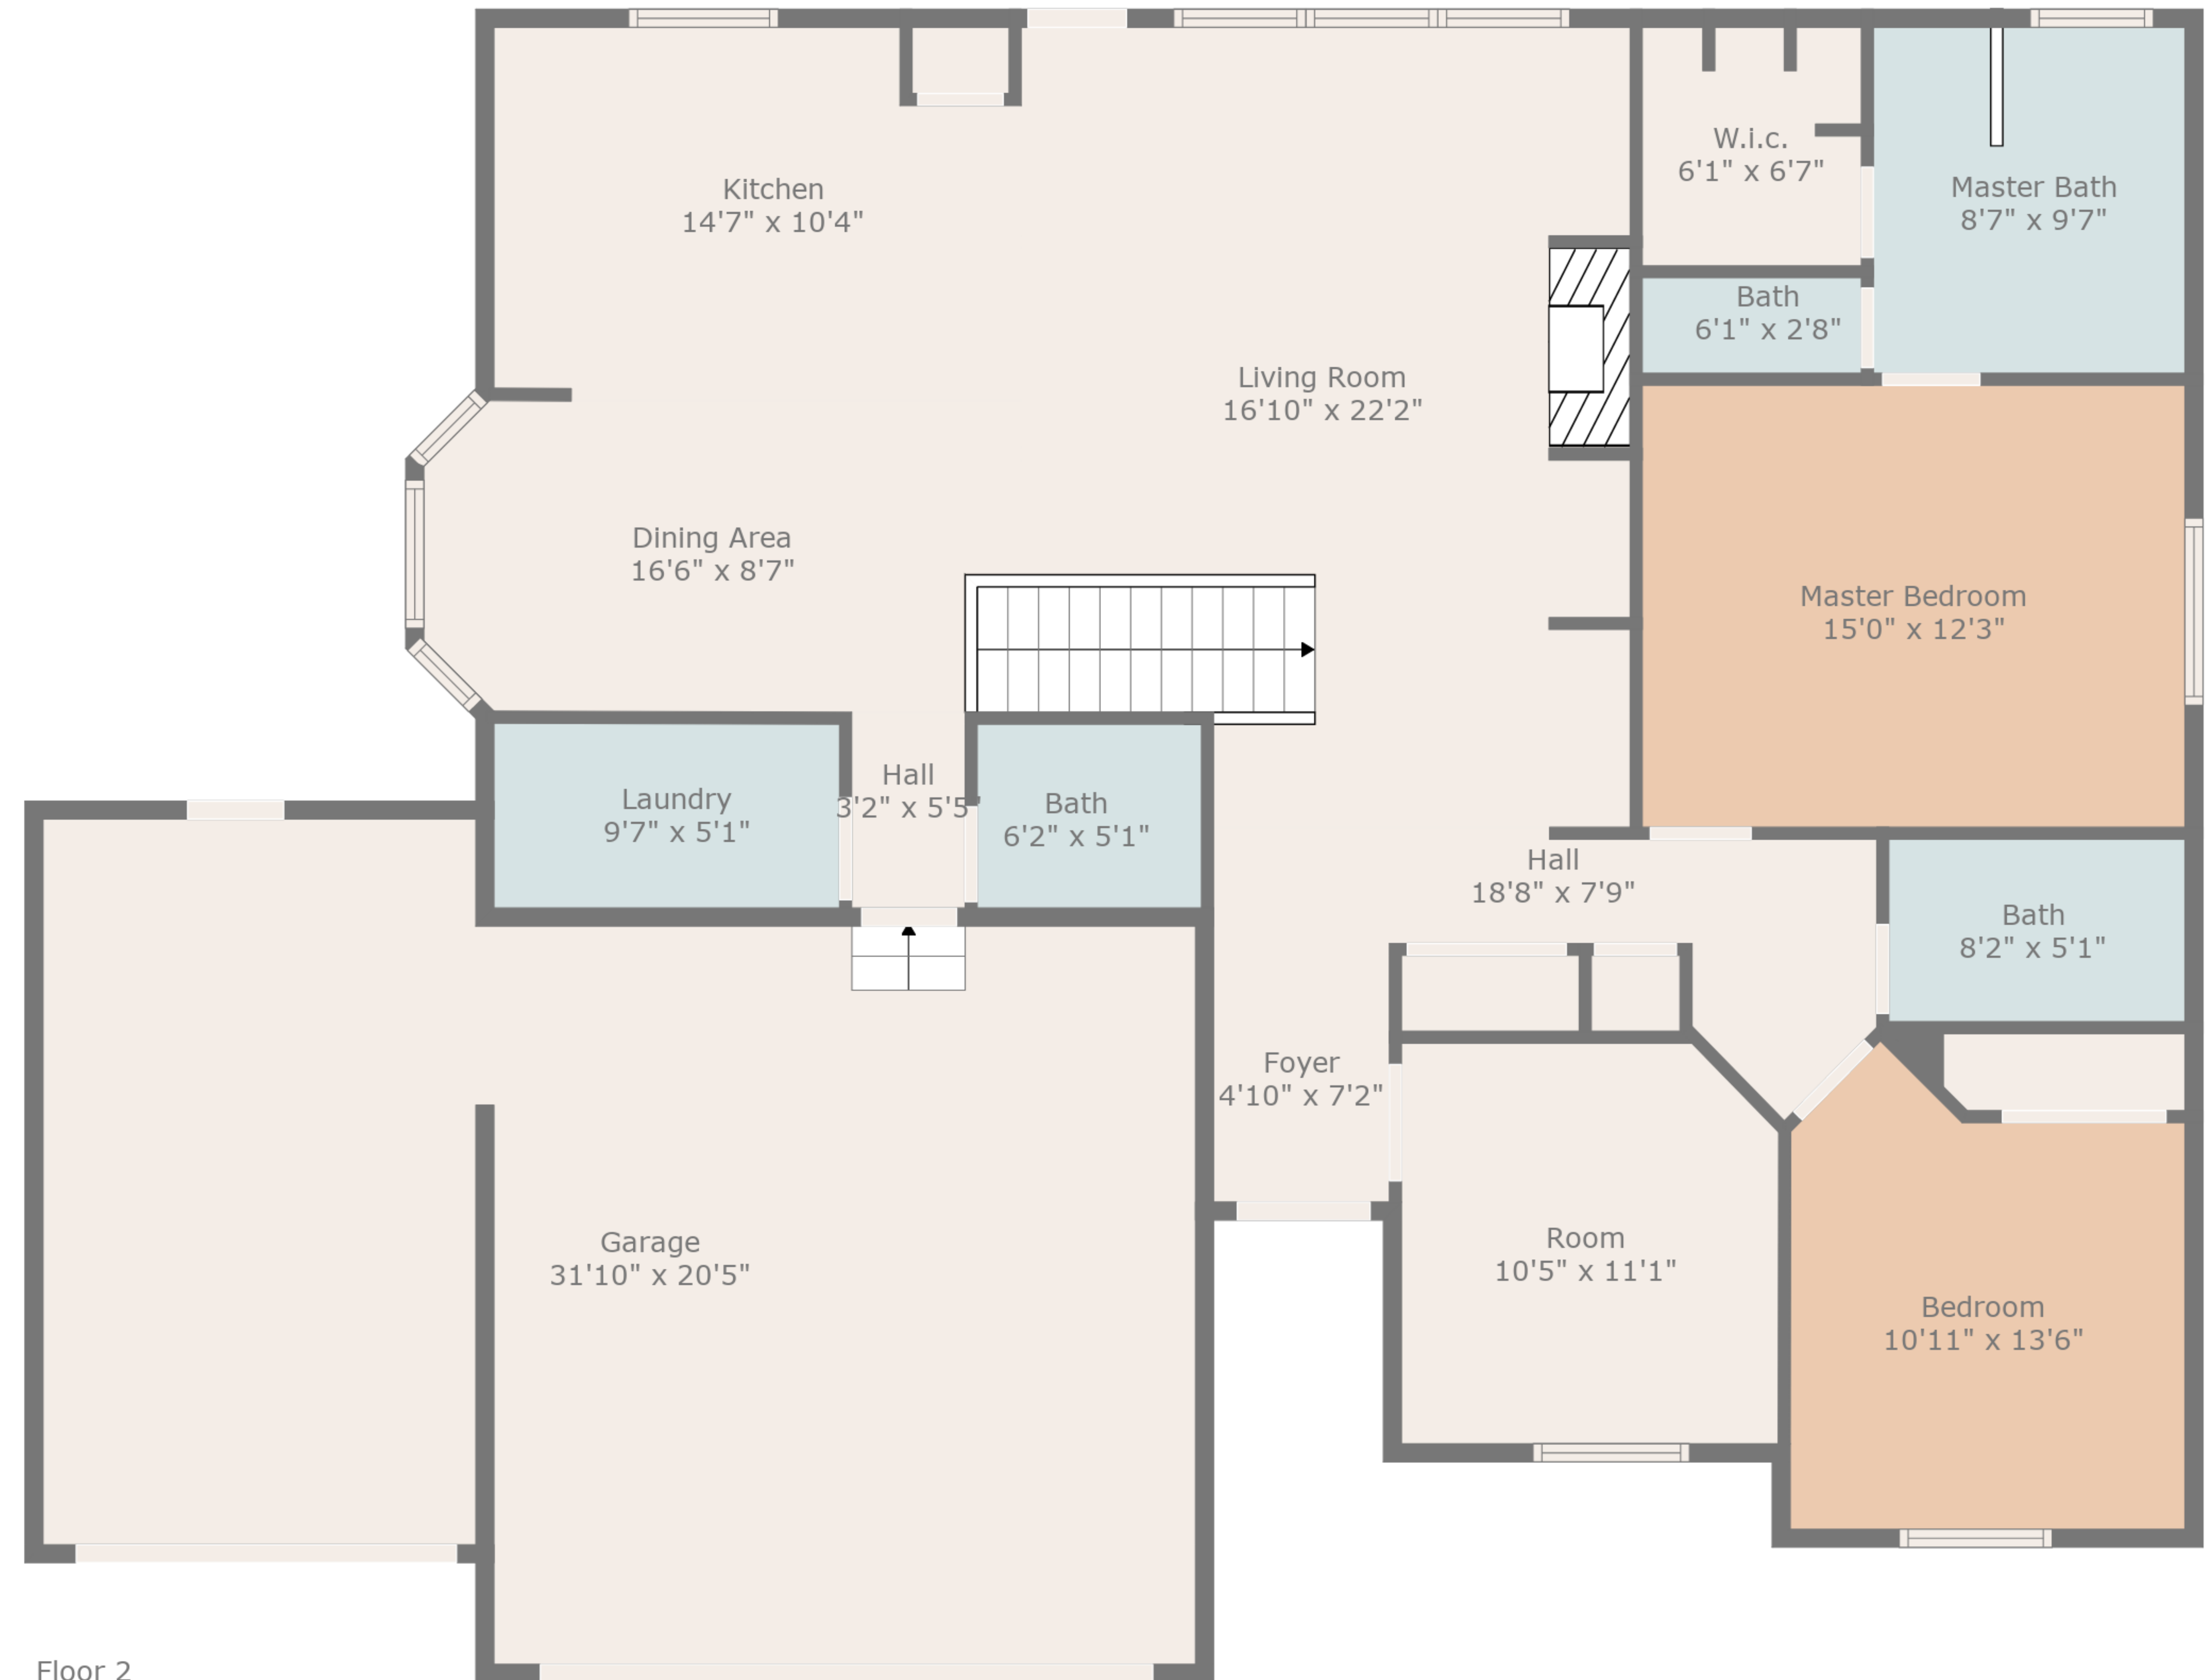 W.i.c.
6'1" x 6'7"
Kitchen
14'7" x 10'4"
Master Bath
8'7" x 9'7"
Bath
6'1" x 2'8"
Living Room
16'10" x 22'2"
Dining Area
16'6" x 8'7"
Master Bedroom
15'0" x 12'3"
Hall
3'2" x 5'5"
Laundry
9'7" x 5'1"
Bath
6'2" x 5'1"
Hall
18'8" x 7'9"
Bath
8'2" x 5'1"
Foyer
4'10" x 7'2"
Garage
31'10" x 20'5"
Room
10'5" x 11'1"
Bedroom
10'11" x 13'6"
Floor 2